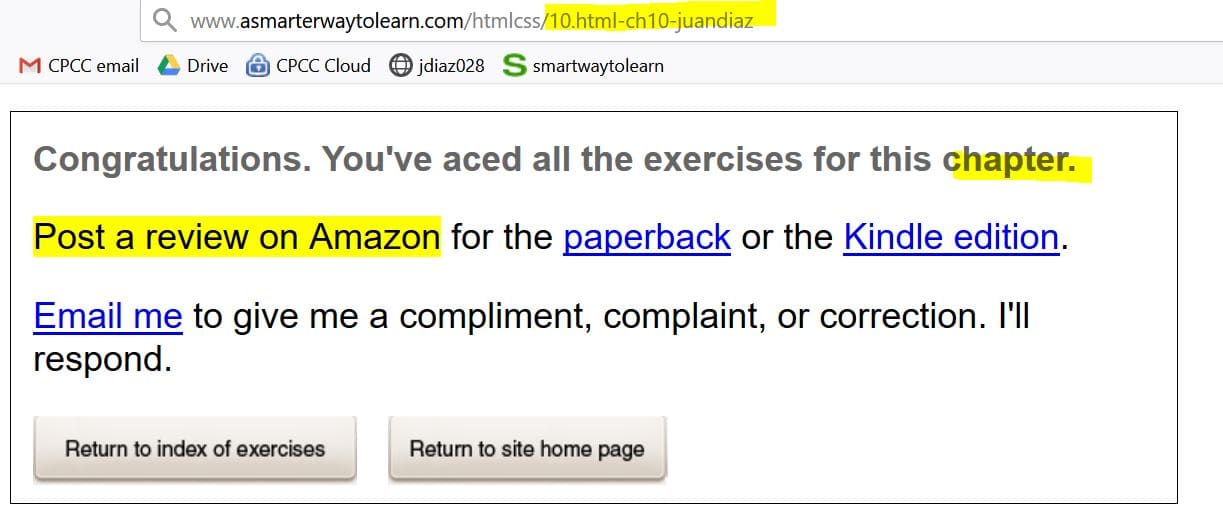 www.asmarterwaytolearn.com/htmlcss/10.html-ch10-juandiaz
CPCC email Drive CPCC Cloud jdiaz028 smartwaytolearn
Congratulations. You've aced all the exercises for this chapter.
Post a review on Amazon for the paperback or the Kindle edition.
Email me to give me a compliment, complaint, or correction. I'll
respond.
Return to index of exercises Return to site home page